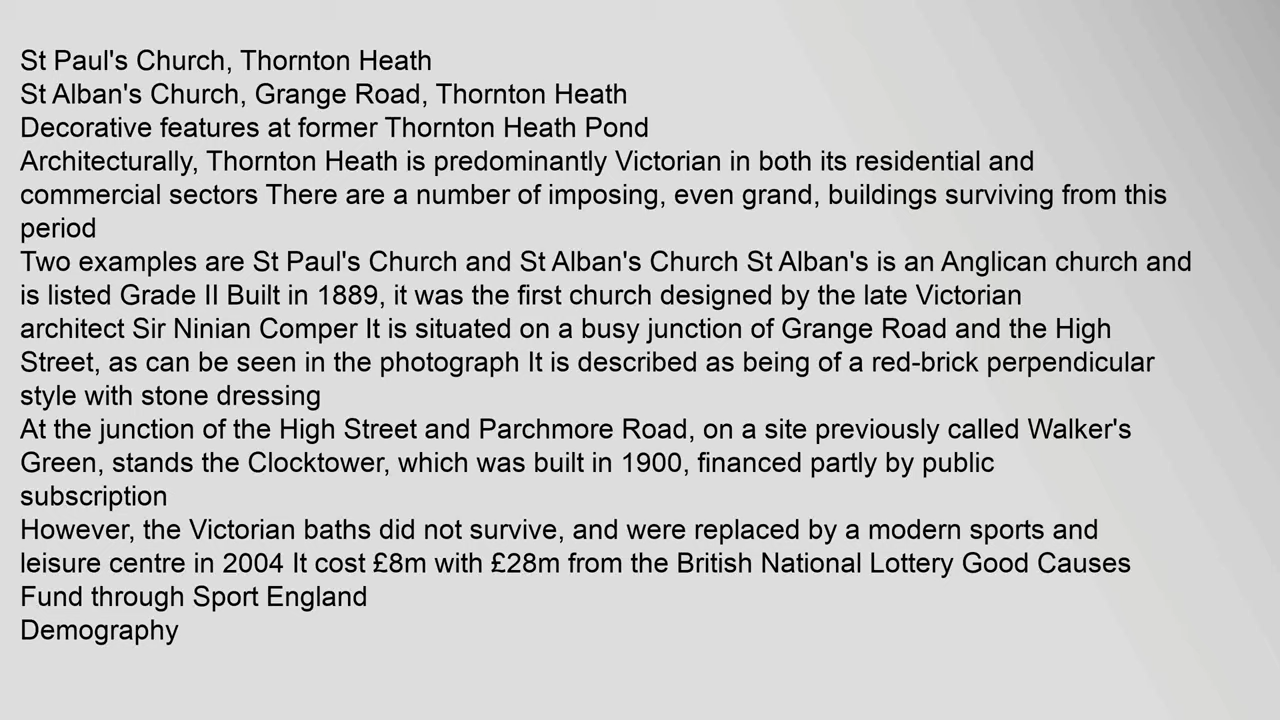 St Paul's Church, Thornton Heath
St Alban's Church, Grange Road, Thornton Heath
Decorative features at former Thornton Heath Pond
Architecturally, Thornton Heath is predominantly Victorian in both its residential and
commercial sectors There are a number of imposing, even grand, buildings surviving from this
period
Two examples are St Paul's Church and St Alban's Church St Alban's is an Anglican church and
is listed Grade II Built in 1889, it was the first church designed by the late Victorian
architect Sir Ninian Comper It is situated on a busy junction of Grange Road and the High
Street, as can be seen in the photograph It is described as being of a red-brick perpendicular
style with stone dressing
At the junction of the High Street and Parchmore Road, on a site previously called Walker's
Green, stands the Clocktower, which was built in 1900, financed partly by public
subscription
However, the Victorian baths did not survive, and were replaced by a modern sports and
leisure centre in 2004 It cost £8m with £28m from the British National Lottery Good Causes
Fund through Sport England
Demography